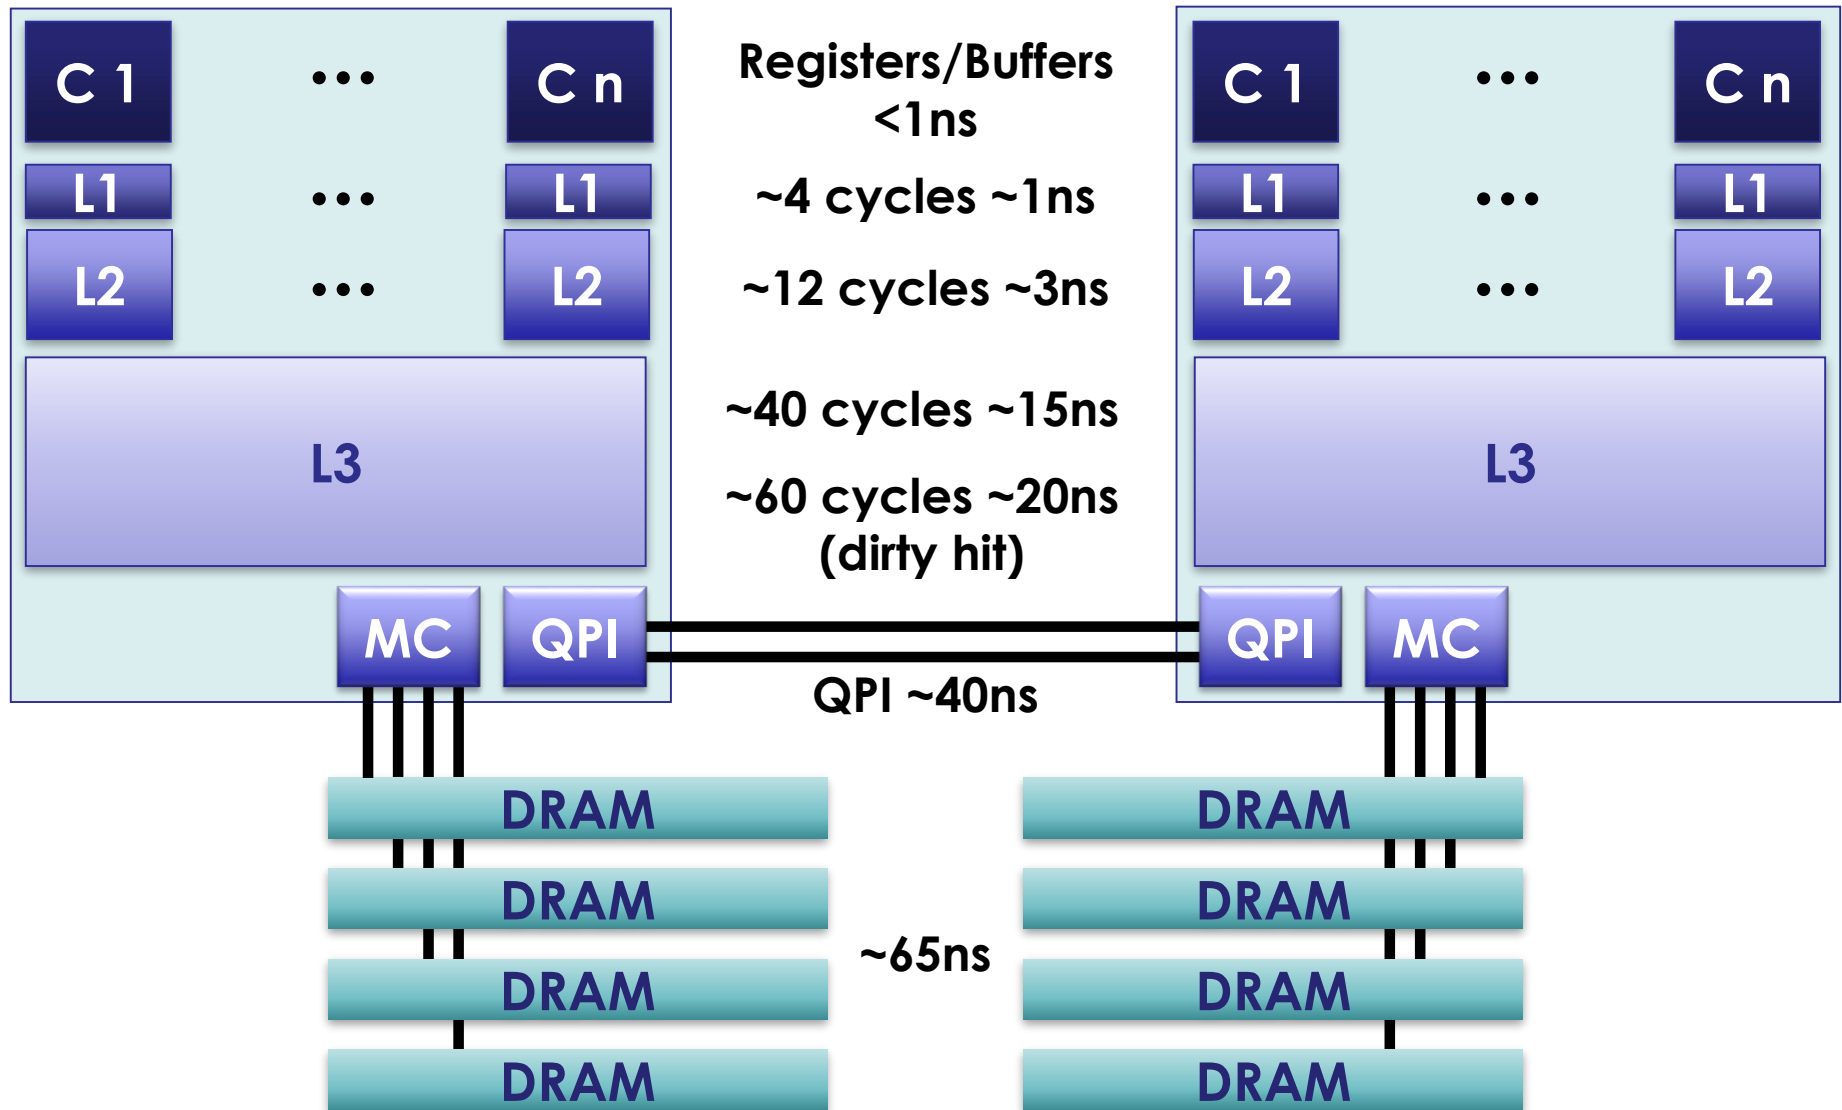 C 1 ••• C n Registers/Buffers C 1 ••• C n
<1ns
L1 ••• L1 ~4 cycles ~1ns L1 ••• L1
L2 ••• L2 ~12 cycles ~3ns L2 ••• L2
~40 cycles ~15ns
L3 L3
~60 cycles ~20ns
(dirty hit)
MC QPI QPI MC
QPI ~40ns
DRAM DRAM
DRAM DRAM
~65ns
DRAM DRAM
DRAM DRAM